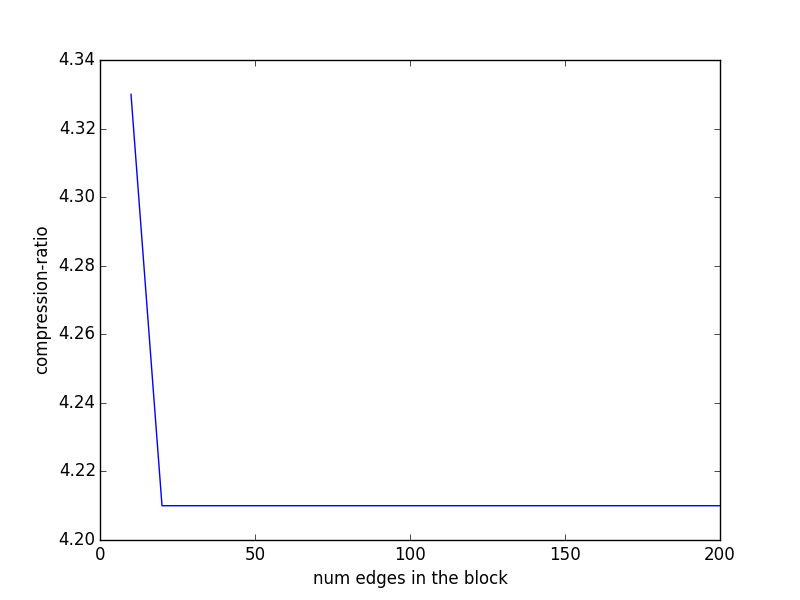 4.34
4.32
4.30
4.28
4.26
4.24
4.22
4.20
compression-ratio
0 50 100 150 200
num edges in the block